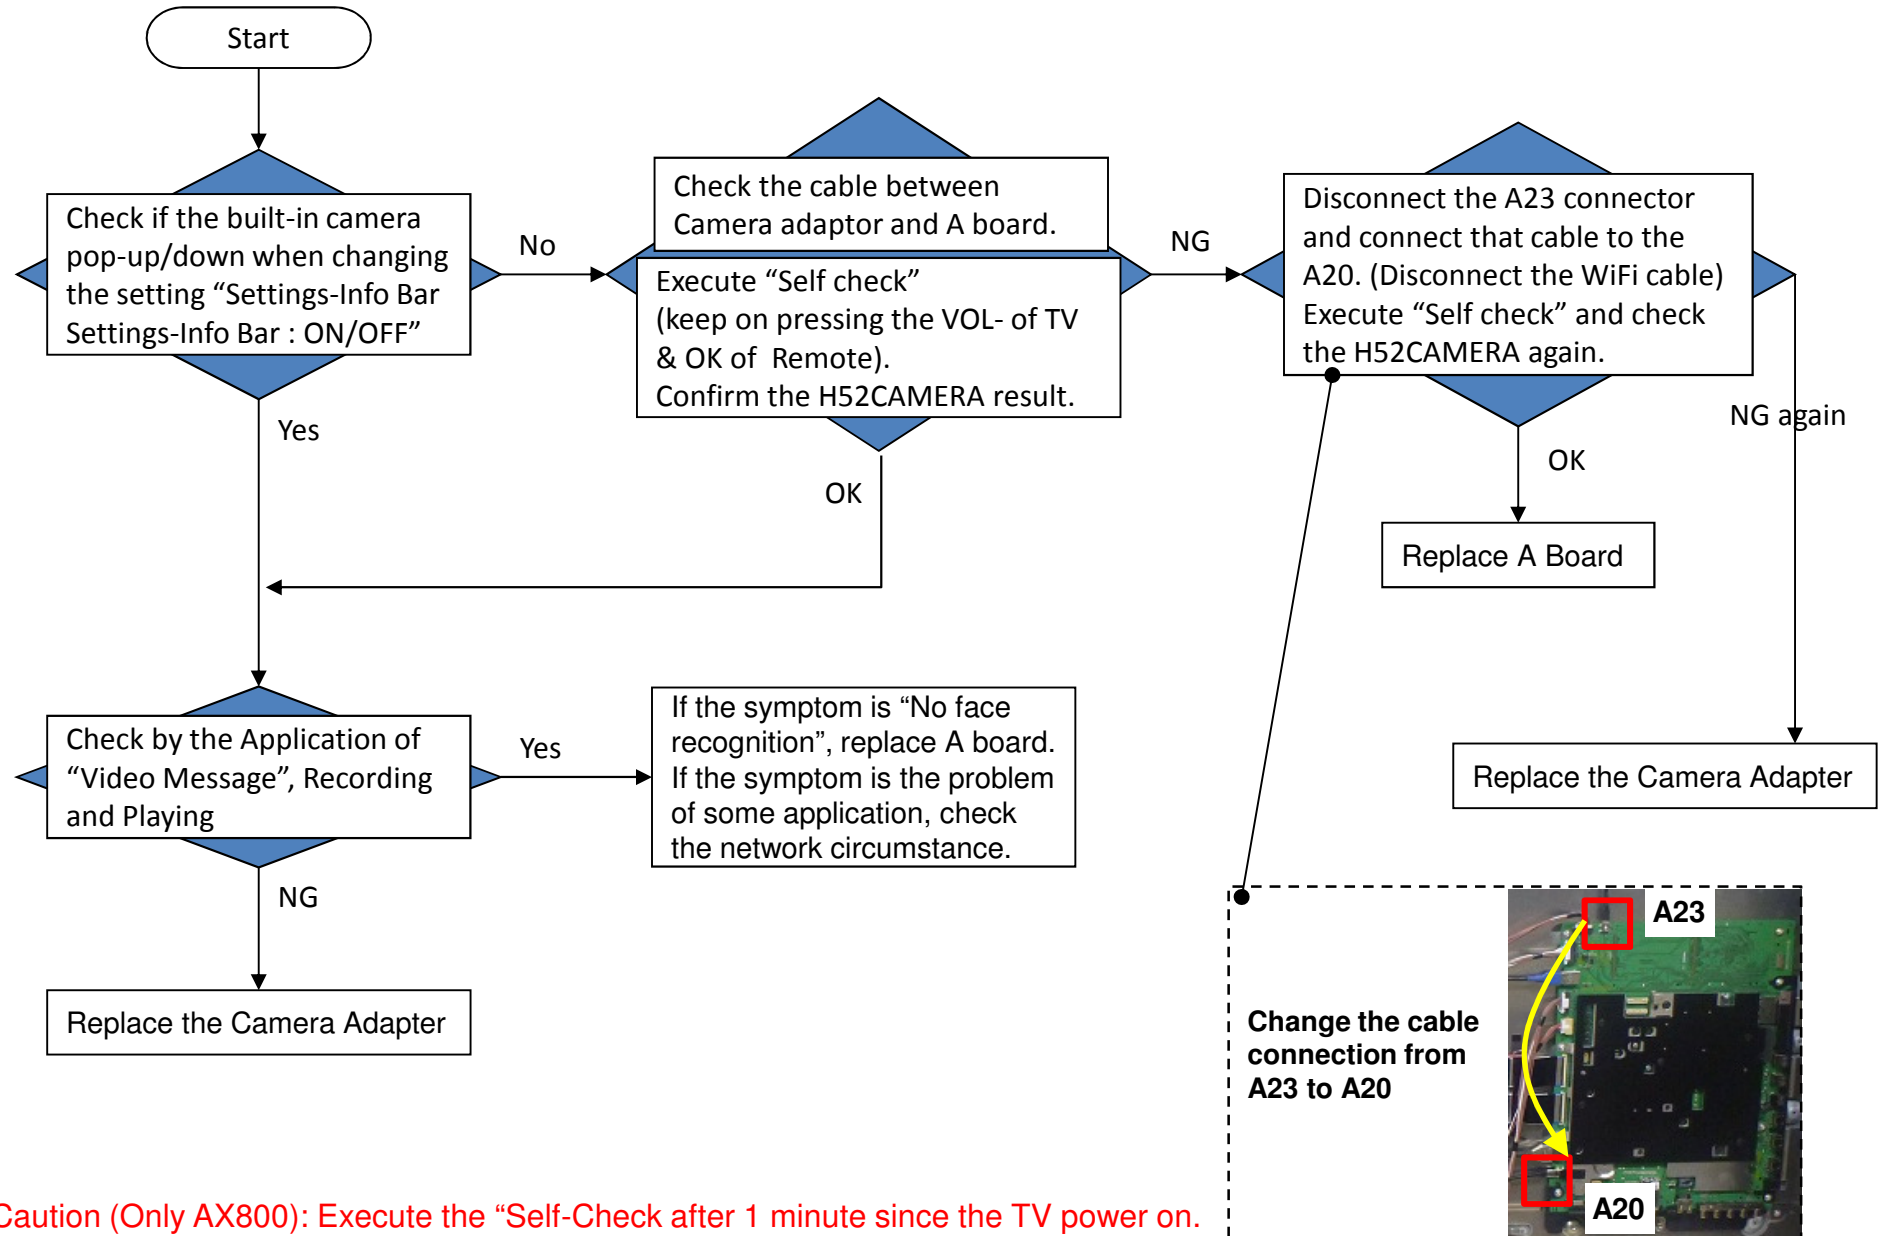 Start
Check if the built-in camera
pop-up/down when changing
the setting “Settings-Info Bar
Settings-Info Bar : ON/OFF”
No
Yes
Check the cable between
Camera adaptor and A board.
Execute “Self check”
(keep on pressing the VOL- of TV
& OK of  Remote).
Confirm the H52CAMERA result.
NG
OK
Disconnect the A23 connector
and connect that cable to the
A20. (Disconnect the WiFi cable)
Execute “Self check” and check
the H52CAMERA again.
NG again
OK
Replace A Board
Replace the Camera Adapter
Check by the Application of
“Video Message”, Recording
and Playing
Yes
If the symptom is “No face
recognition”, replace A board.
If the symptom is the problem
of some application, check
the network circumstance.
NG
Replace the Camera Adapter
A23
Change the cable
connection from
A23 to A20
A20
Caution (Only AX800): Execute the “Self-Check after 1 minute since the TV power on.